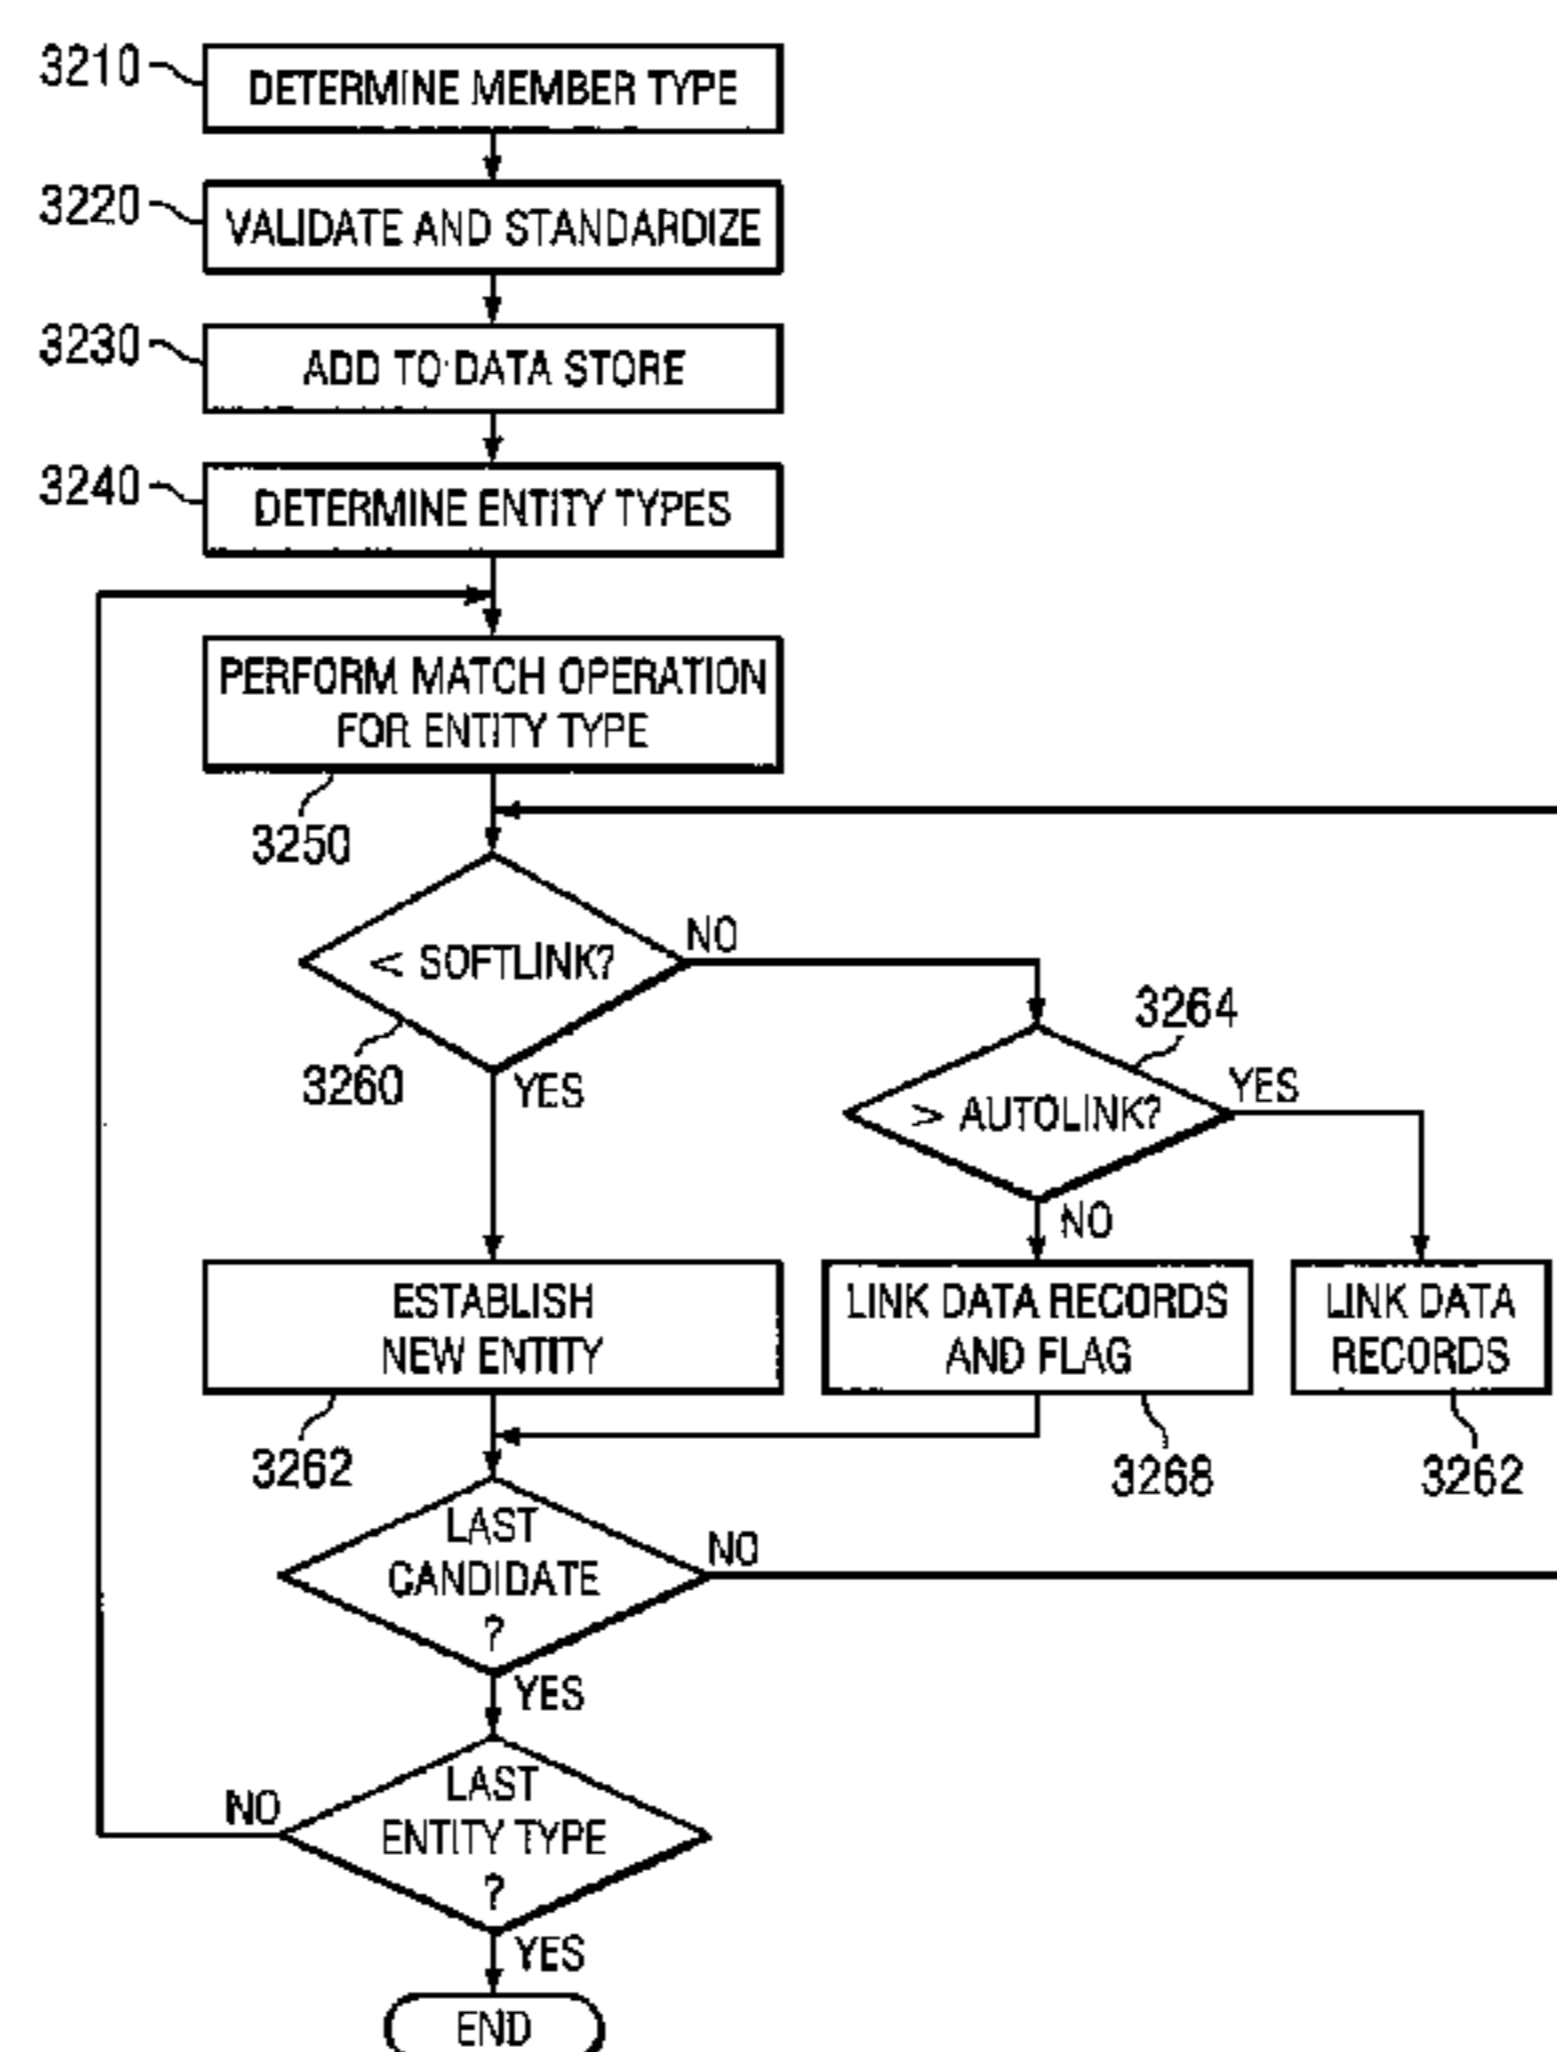 3210
DETERMINE MEMBER TYPE
3220
VALIDATE AND STANDARDIZE
3230
ADD TO DATA STORE
3240
DETERMINE ENTITY TYPES
PERFORM MATCH OPERATION
FOR ENTITY TYPE
3250
< SOFTLINK?
NO
3260
YES
3264
> AUTOLINK?
YES
NO
ESTABLISH
NEW ENTITY
3262
LINK DATA RECORDS
AND FLAG
3268
LINK DATA
RECORDS
3262
LAST
CANDIDATE
?
NO
YES
LAST
ENTITY TYPE
?
NO
YES
END